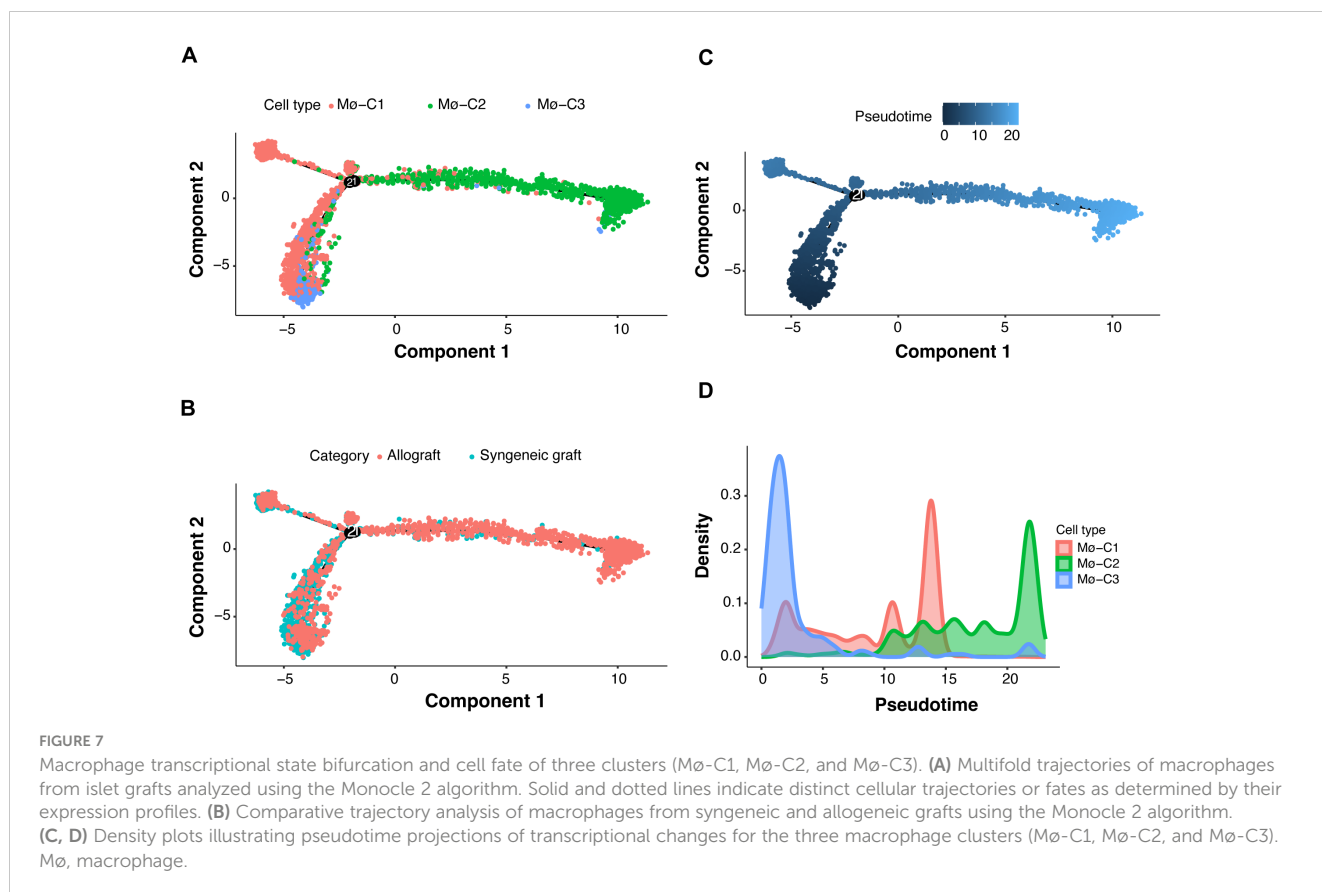 A
Cell type Mø−C1 Mø−C2 Mø−C3
Component 2
0
−5
21
−5 0 5 10
Component 1
B
Category Allograft Syngeneic graft
Component 2
0
−5
21
−5 0 5 10
Component 1
C
Pseudotime
0 10 20
Component 2
0
−5
21
−5 0 5 10
Component 1
D
Density
0.3
0.2
0.1
0.0
0 5 10 15 20
Pseudotime
Cell type
Mø−C1
Mø−C2
Mø−C3
FIGURE 7
Macrophage transcriptional state bifurcation and cell fate of three clusters (Mø-C1, Mø-C2, and Mø-C3). (A) Multifold trajectories of macrophages
from islet grafts analyzed using the Monocle 2 algorithm. Solid and dotted lines indicate distinct cellular trajectories or fates as determined by their
expression profiles. (B) Comparative trajectory analysis of macrophages from syngeneic and allogeneic grafts using the Monocle 2 algorithm.
(C, D) Density plots illustrating pseudotime projections of transcriptional changes for the three macrophage clusters (Mø-C1, Mø-C2, and Mø-C3).
Mø, macrophage.